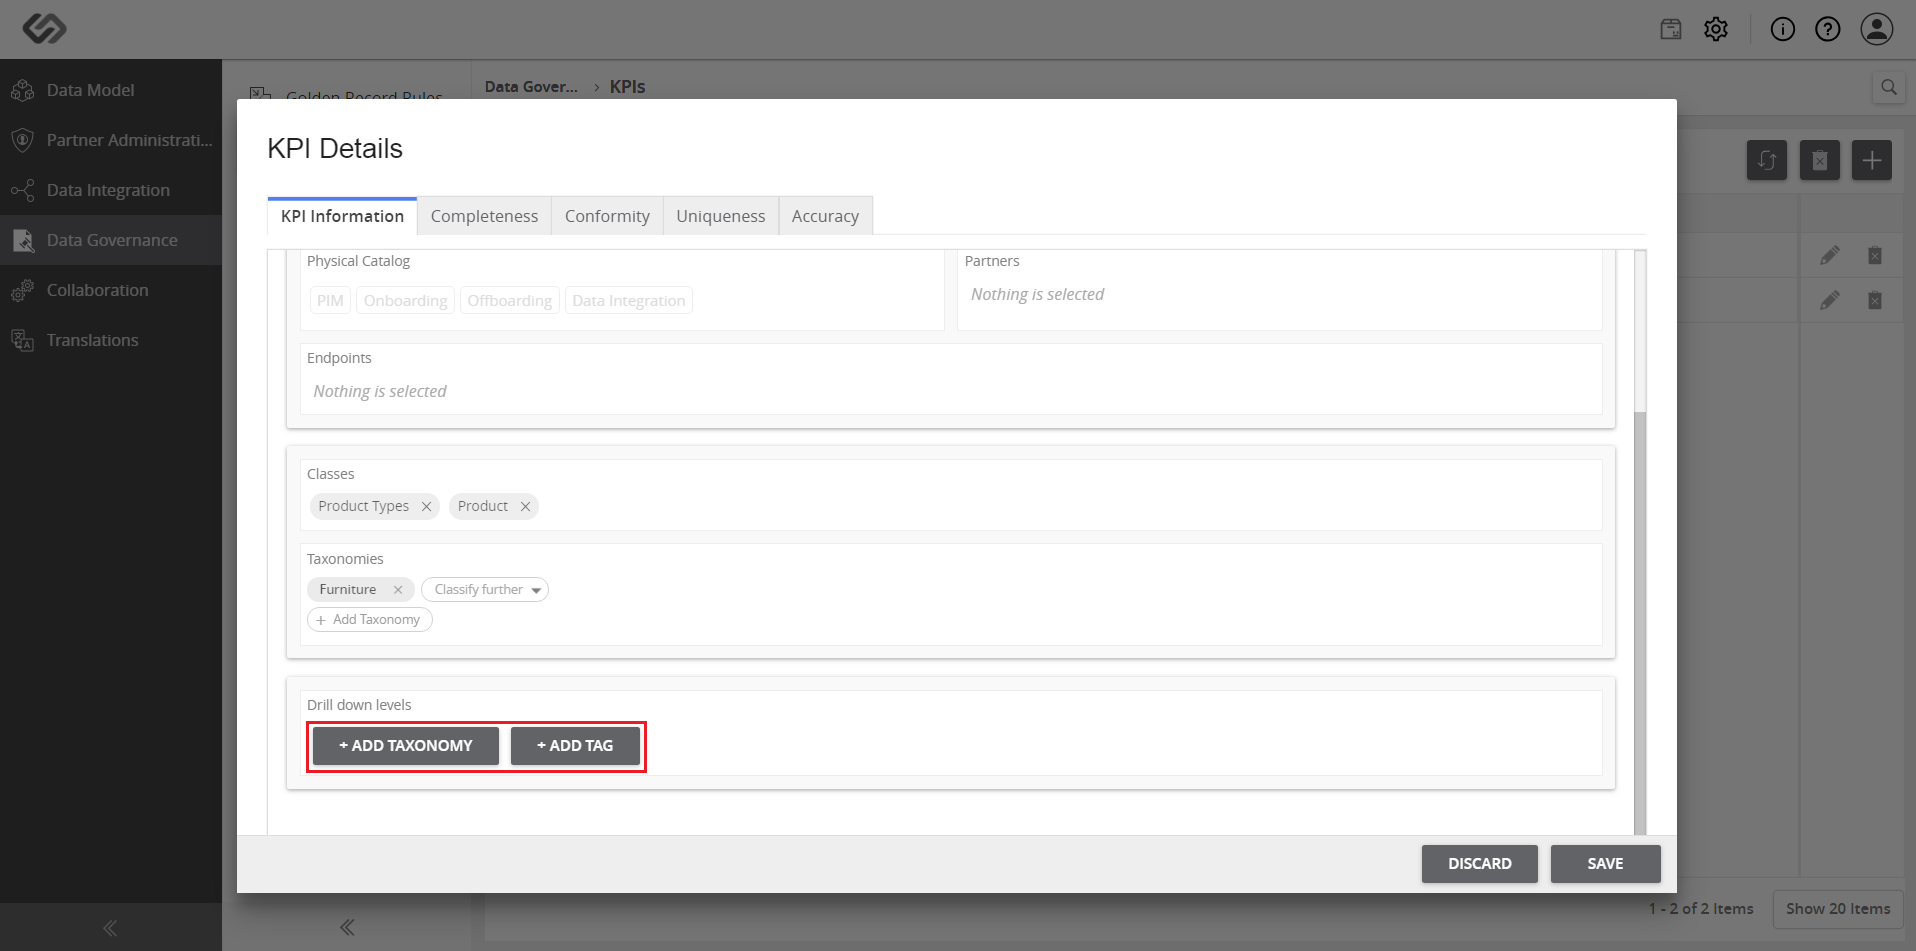 Data Model
Partner Administrati...
Data Integration
Data Governance
Collaboration
Translations
Golden Record Rules
Data Gover... › KPIs
KPI Details
KPI Information
Completeness
Conformity
Uniqueness
Accuracy
Physical Catalog
PIM
Onboarding
Offboarding
Data Integration
Partners
Nothing is selected
Endpoints
Nothing is selected
Classes
Product Types
Product
Taxonomies
Furniture
Classify further
+ Add Taxonomy
Drill down levels
+ ADD TAXONOMY
+ ADD TAG
DISCARD
SAVE
1 - 2 of 2 Items
Show 20 Items